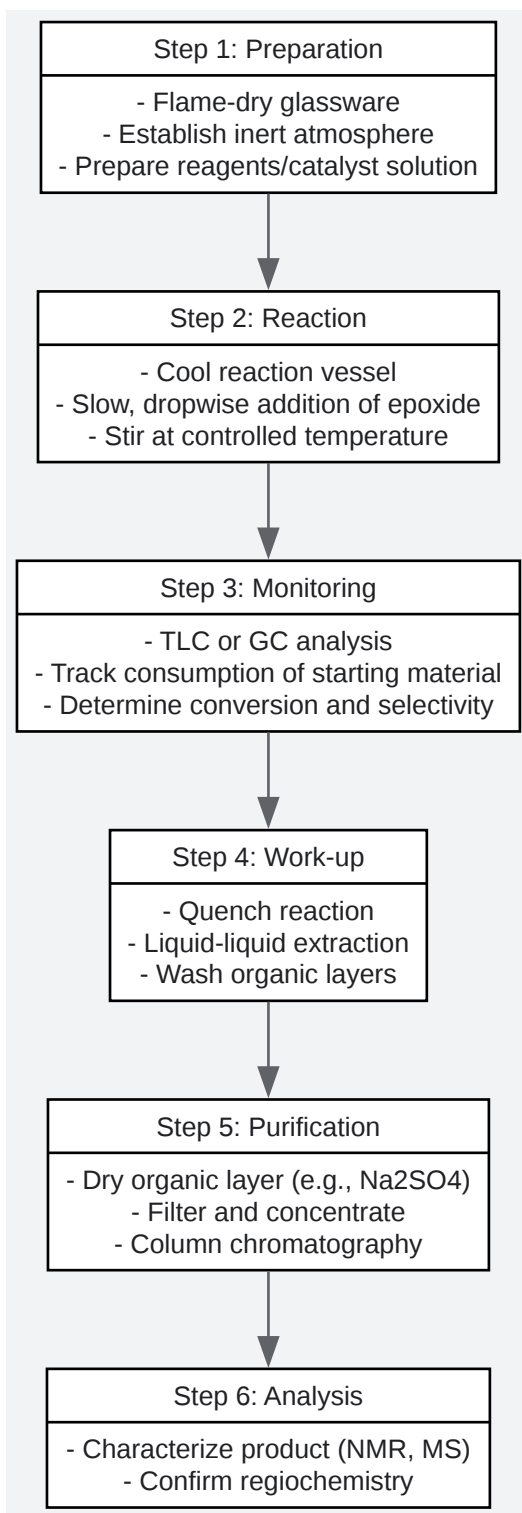 Step 1: Preparation
- Flame-dry glassware
- Establish inert atmosphere
- Prepare reagents/catalyst solution
Step 2: Reaction
- Cool reaction vessel
- Slow, dropwise addition of epoxide
- Stir at controlled temperature
Step 3: Monitoring
- TLC or GC analysis
- Track consumption of starting material
- Determine conversion and selectivity
Step 4: Work-up
- Quench reaction
- Liquid-liquid extraction
- Wash organic layers
Step 5: Purification
- Dry organic layer (e.g., Na2SO4)
- Filter and concentrate
- Column chromatography
Step 6: Analysis
- Characterize product (NMR, MS)
- Confirm regiochemistry